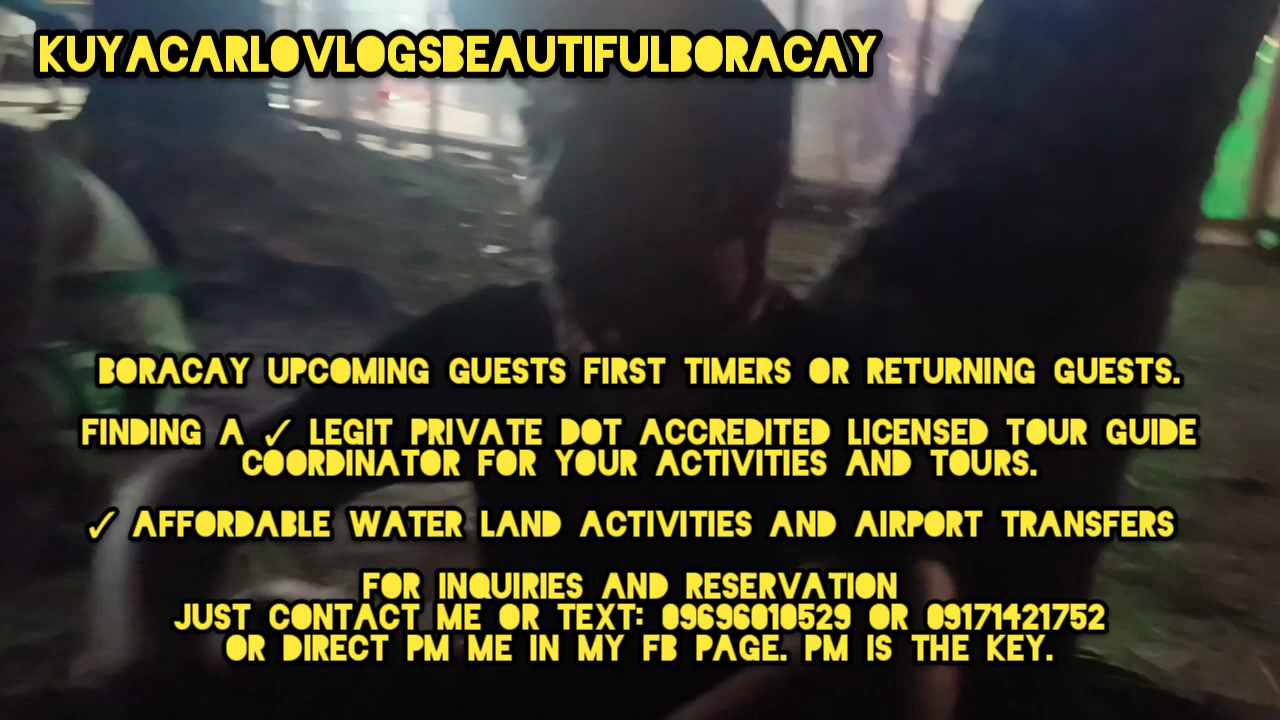 KUYACARLOVLOGSBEAUTIFULBORACAY
BORACAY UPCOMING GUESTS FIRST TIMERS OR RETURNING GUESTS.
FINDING A ✓ LEGIT PRIVATE DOT ACCREDITED LICENSED TOUR GUIDE
COORDINATOR FOR YOUR ACTIVITIES AND TOURS.
✓ AFFORDABLE WATER LAND ACTIVITIES AND AIRPORT TRANSFERS
FOR INQUIRIES AND RESERVATION
JUST CONTACT ME OR TEXT: 09696010529 OR 09171421752
OR DIRECT PM ME IN MY FB PAGE. PM IS THE KEY.